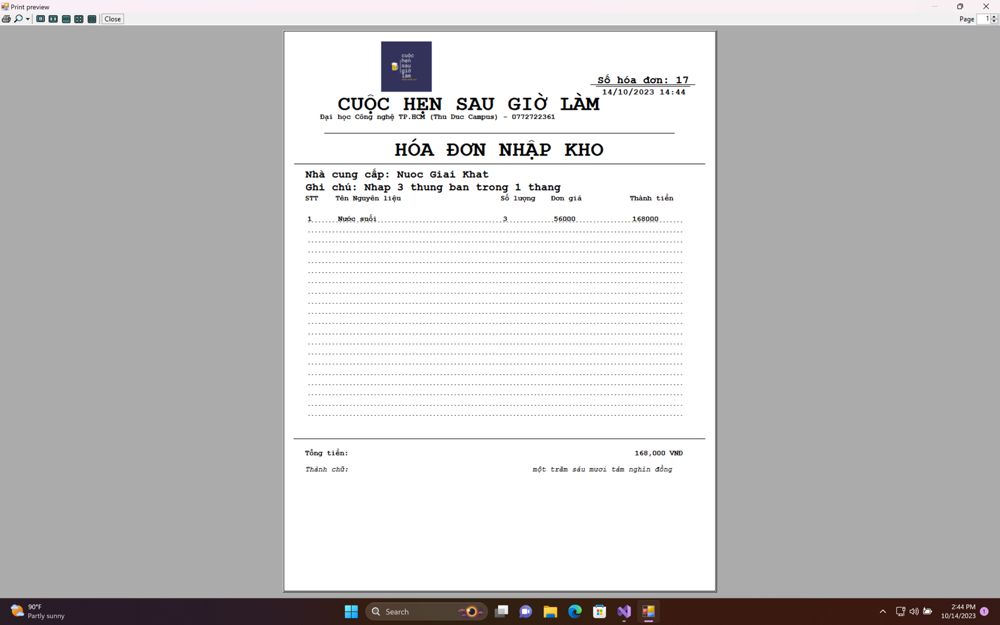 Print preview
Close
Page 1
cuộc
hẹn
sau
giờ
làm
Số hóa đơn: 17
14/10/2023 14:44
CUỘC HẸN SAU GIỜ LÀM
Đại học Công nghệ TP.HCM (Thu Duc Campus) - 0772722361
HÓA ĐƠN NHẬP KHO
Nhà cung cấp: Nuoc Giai Khat
Ghi chú: Nhap 3 thung ban trong 1 thang
STT Tên Nguyên liệu Số lượng Đơn giá Thành tiền
1 Nước suối 3 56000 168000
Tổng tiền: 168,000 VNĐ
Thành chữ: một trăm sáu mươi tám nghìn đồng
90°F
Partly sunny
Search
2:44 PM
10/14/2023
1